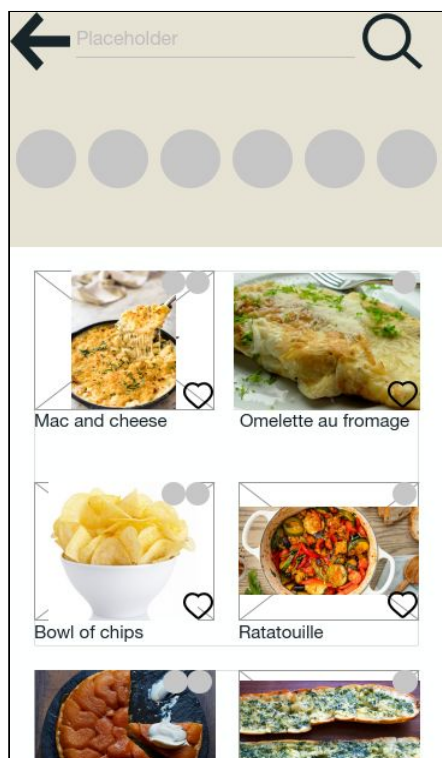 Placeholder
Mac and cheese
Omelette au fromage
Bowl of chips
Ratatouille